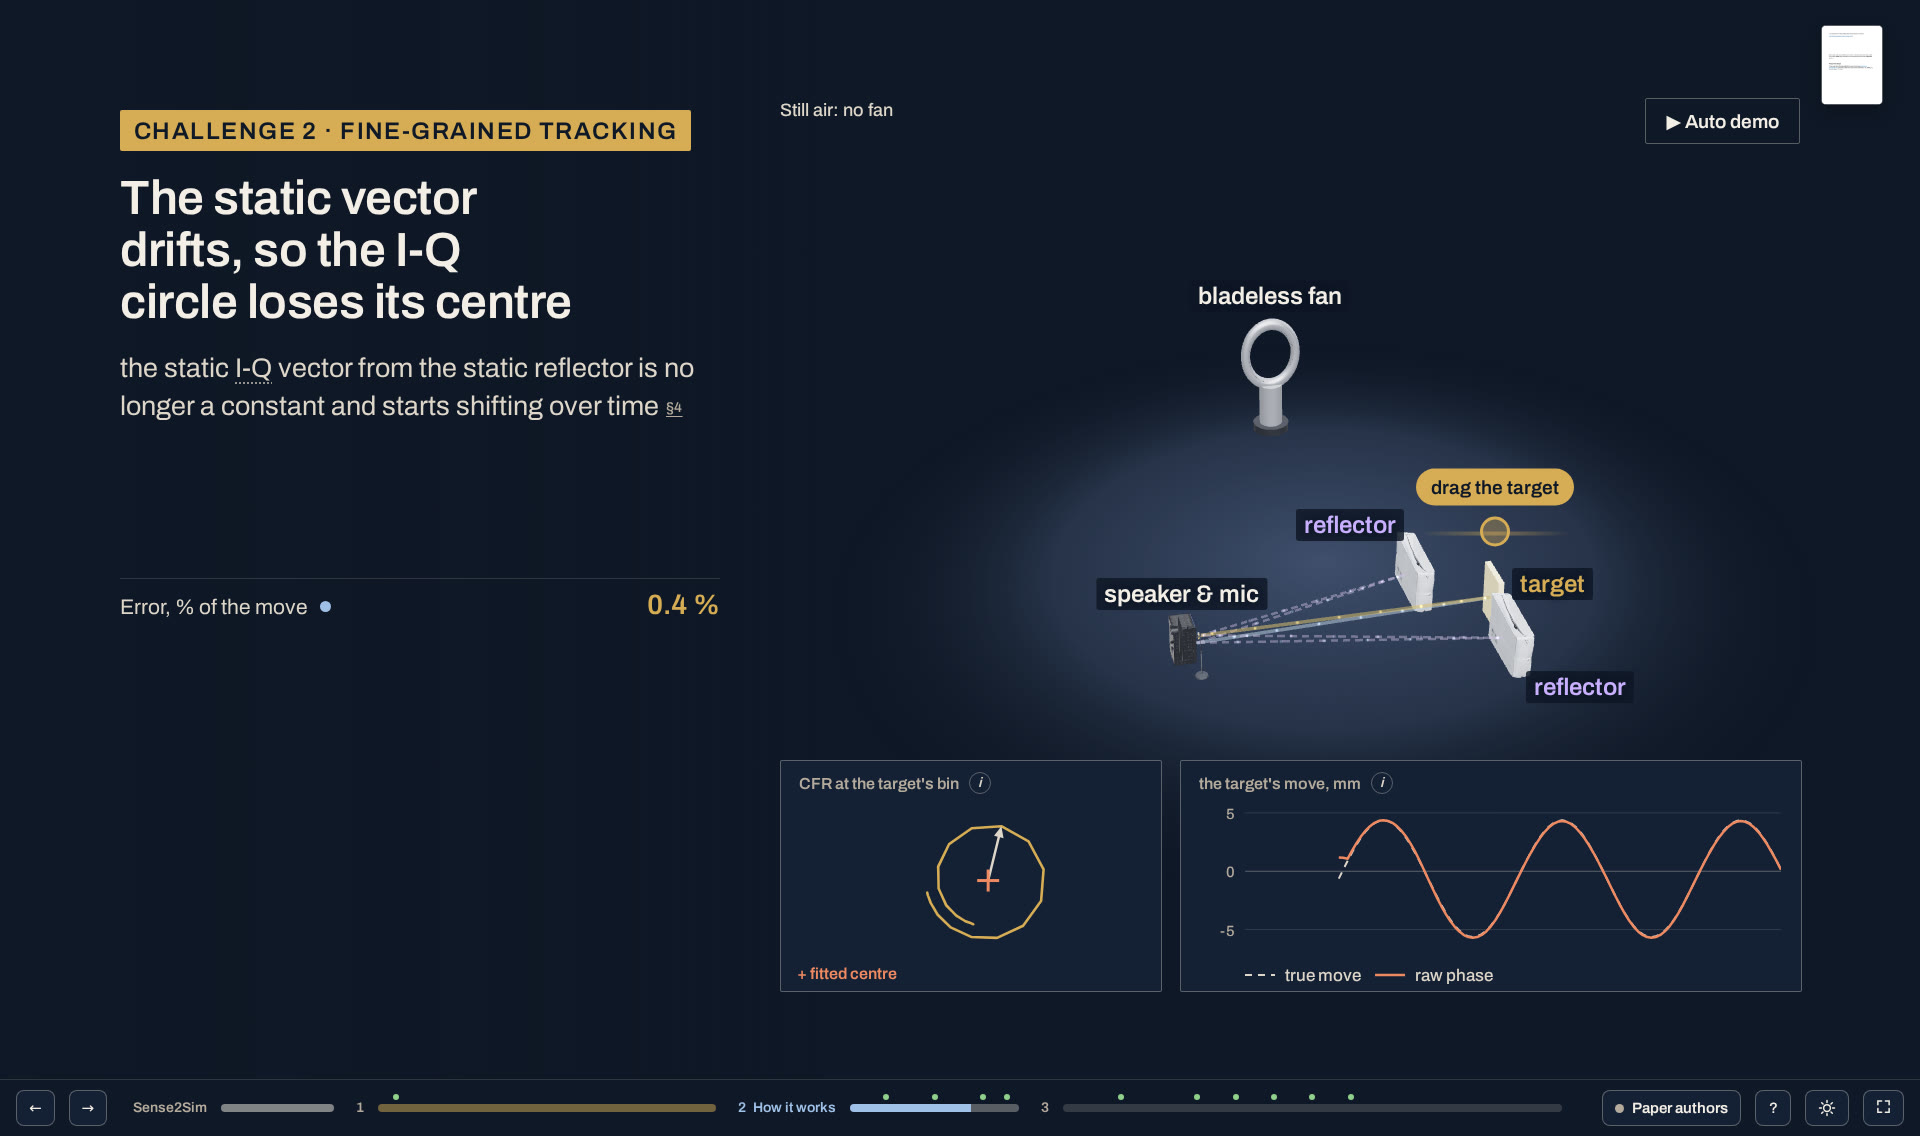 CHALLENGE 2 · FINE-GRAINED TRACKING
The static vector
drifts, so the I-Q
circle loses its centre
the static I-Q vector from the static reflector is no
longer a constant and starts shifting over time §4
Error, % of the move
0.4 %
Still air: no fan
▶ Auto demo
bladeless fan
drag the target
reflector
target
speaker & mic
reflector
CFR at the target's bin i
+ fitted centre
the target's move, mm i
5
0
-5
true move
raw phase
← → Sense2Sim 1 2 How it works 3 Paper authors ?